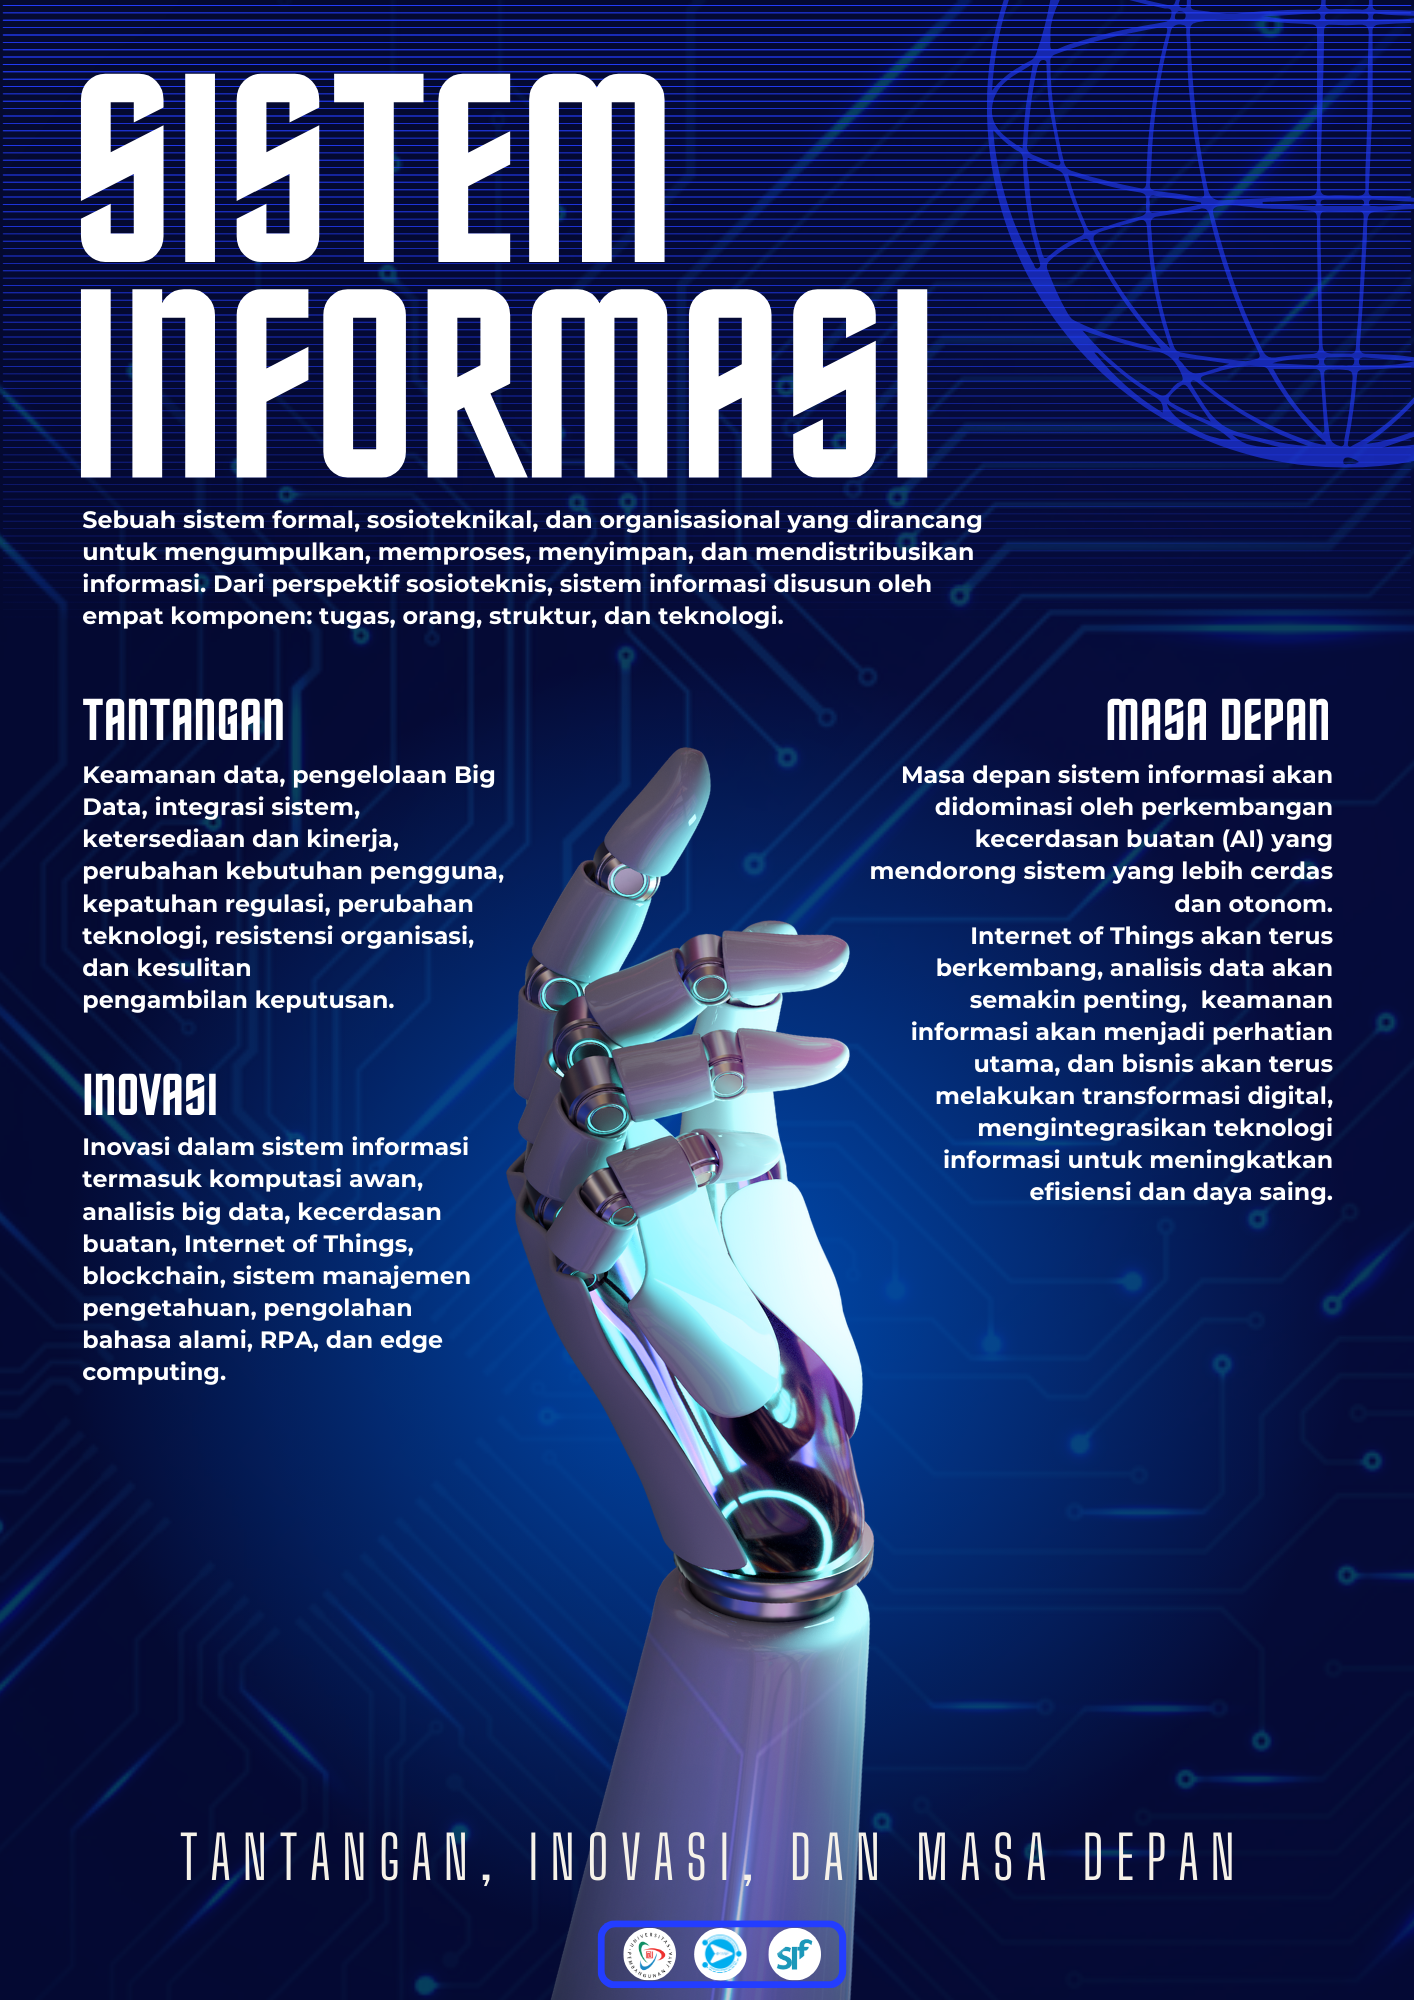 SISTEM
INFORMASI
Sebuah sistem formal, sosioteknikal, dan organisasional yang dirancang
untuk mengumpulkan, memproses, menyimpan, dan mendistribusikan
informasi. Dari perspektif sosioteknis, sistem informasi disusun oleh
empat komponen: tugas, orang, struktur, dan teknologi.
TANTANGAN
Keamanan data, pengelolaan Big
Data, integrasi sistem,
ketersediaan dan kinerja,
perubahan kebutuhan pengguna,
kepatuhan regulasi, perubahan
teknologi, resistensi organisasi,
dan kesulitan
pengambilan keputusan.
INOVASI
Inovasi dalam sistem informasi
termasuk komputasi awan,
analisis big data, kecerdasan
buatan, Internet of Things,
blockchain, sistem manajemen
pengetahuan, pengolahan
bahasa alami, RPA, dan edge
computing.
MASA DEPAN
Masa depan sistem informasi akan
didominasi oleh perkembangan
kecerdasan buatan (AI) yang
mendorong sistem yang lebih cerdas
dan otonom.
Internet of Things akan terus
berkembang, analisis data akan
semakin penting,  keamanan
informasi akan menjadi perhatian
utama, dan bisnis akan terus
melakukan transformasi digital,
mengintegrasikan teknologi
informasi untuk meningkatkan
efisiensi dan daya saing.
TANTANGAN, INOVASI, DAN MASA DEPAN
SIf